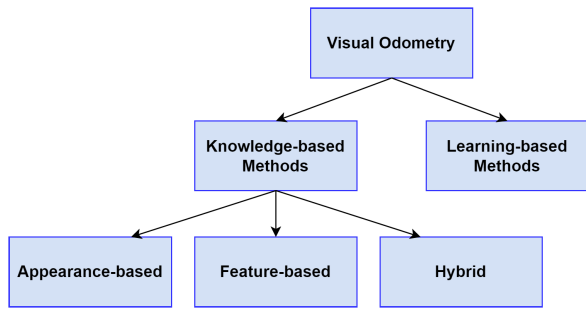 Visual Odometry
Knowledge-based
Methods
Learning-based
Methods
Appearance-based
Feature-based
Hybrid